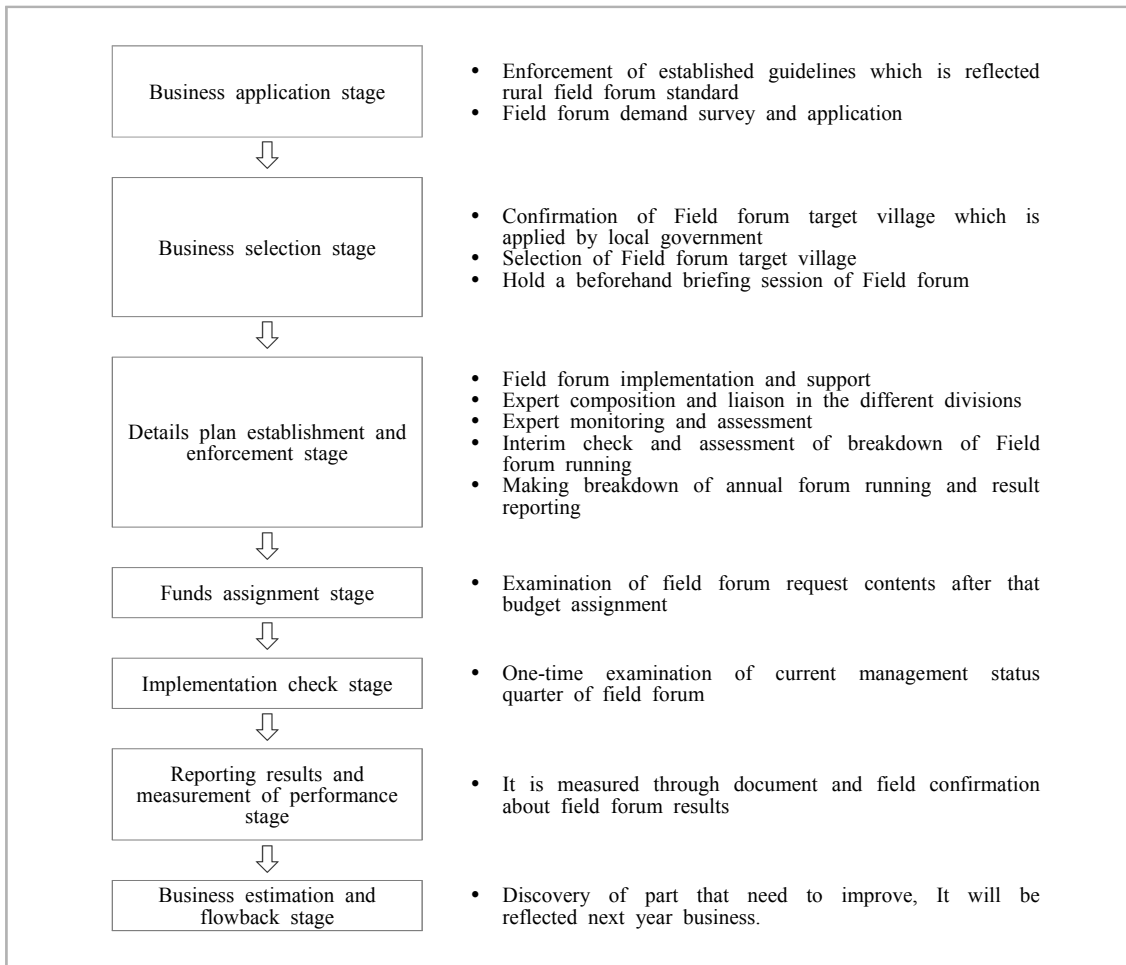 Business application stage
• Enforcement of established guidelines which is reflected
rural field forum standard
• Field forum demand survey and application
Business selection stage
• Confirmation of Field forum target village which is
applied by local government
• Selection of Field forum target village
• Hold a beforehand briefing session of Field forum
Details plan establishment and
enforcement stage
• Field forum implementation and support
• Expert composition and liaison in the different divisions
• Expert monitoring and assessment
• Interim check and assessment of breakdown of Field
forum running
• Making breakdown of annual forum running and result
reporting
Funds assignment stage
• Examination of field forum request contents after that
budget assignment
Implementation check stage
• One-time examination of current management status
quarter of field forum
Reporting results and
measurement of performance
stage
• It is measured through document and field confirmation
about field forum results
Business estimation and
flowback stage
• Discovery of part that need to improve, It will be
reflected next year business.